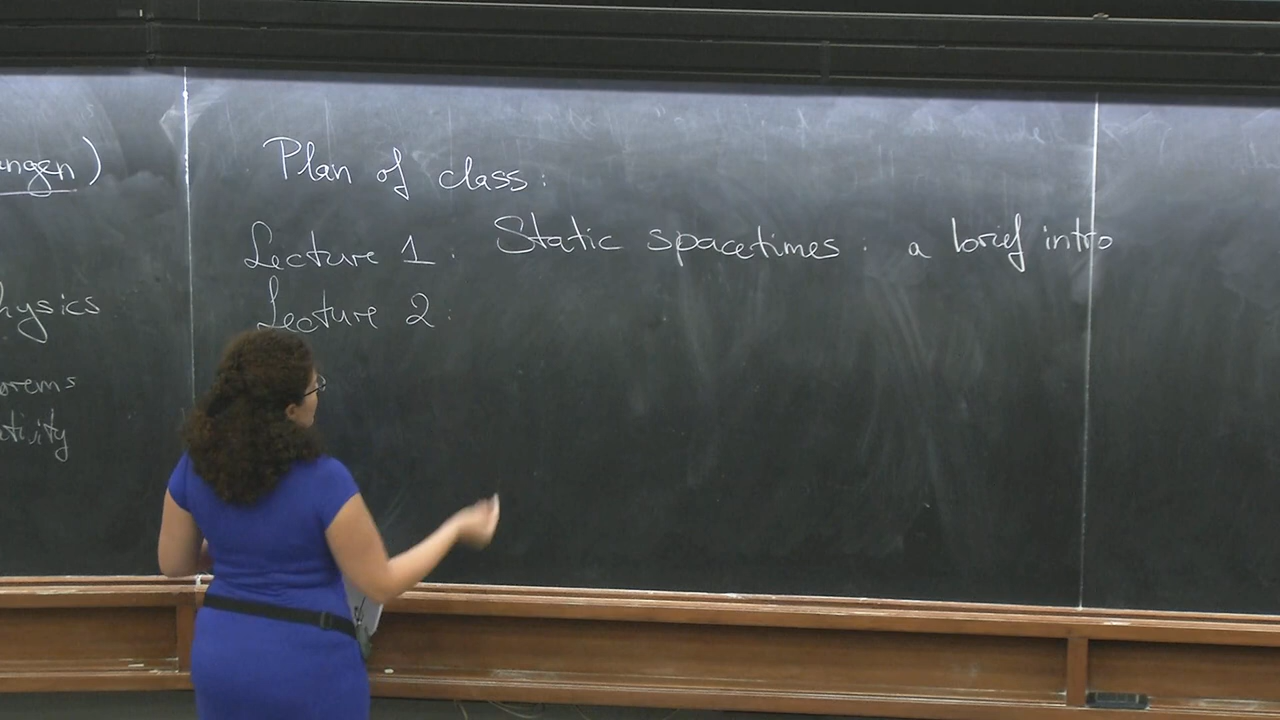 ngen)
hysics
orems
tivity
Plan of class:
Lecture 1: Static spacetimes: a brief intro
Lecture 2: